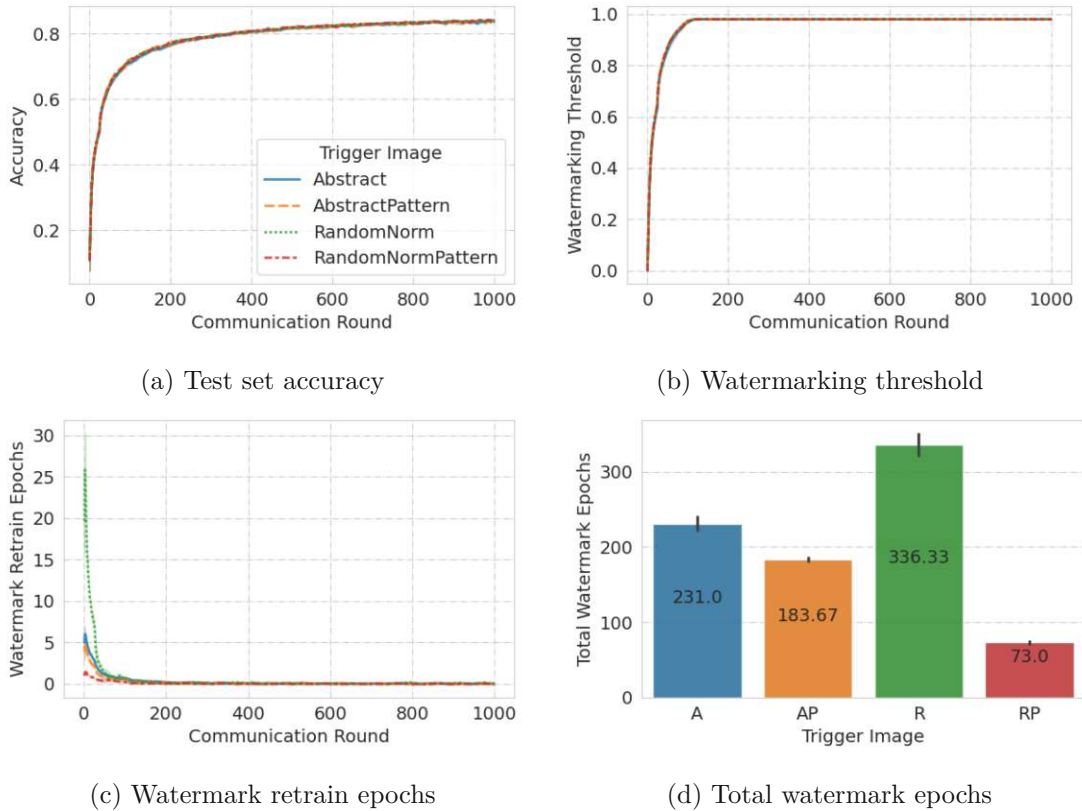 0.8
0.6
0.4
0.2
Accuracy
Trigger Image
Abstract
AbstractPattern
RandomNorm
RandomNormPattern
0 200 400 600 800 1000
Communication Round
(a) Test set accuracy
1.0
0.8
0.6
0.4
0.2
0.0
Watermarking Threshold
0 200 400 600 800 1000
Communication Round
(b) Watermarking threshold
30
25
20
15
10
5
0
Watermark Retrain Epochs
0 200 400 600 800 1000
Communication Round
(c) Watermark retrain epochs
300
200
100
0
Total Watermark Epochs
231.0
183.67
336.33
73.0
A AP R RP
Trigger Image
(d) Total watermark epochs